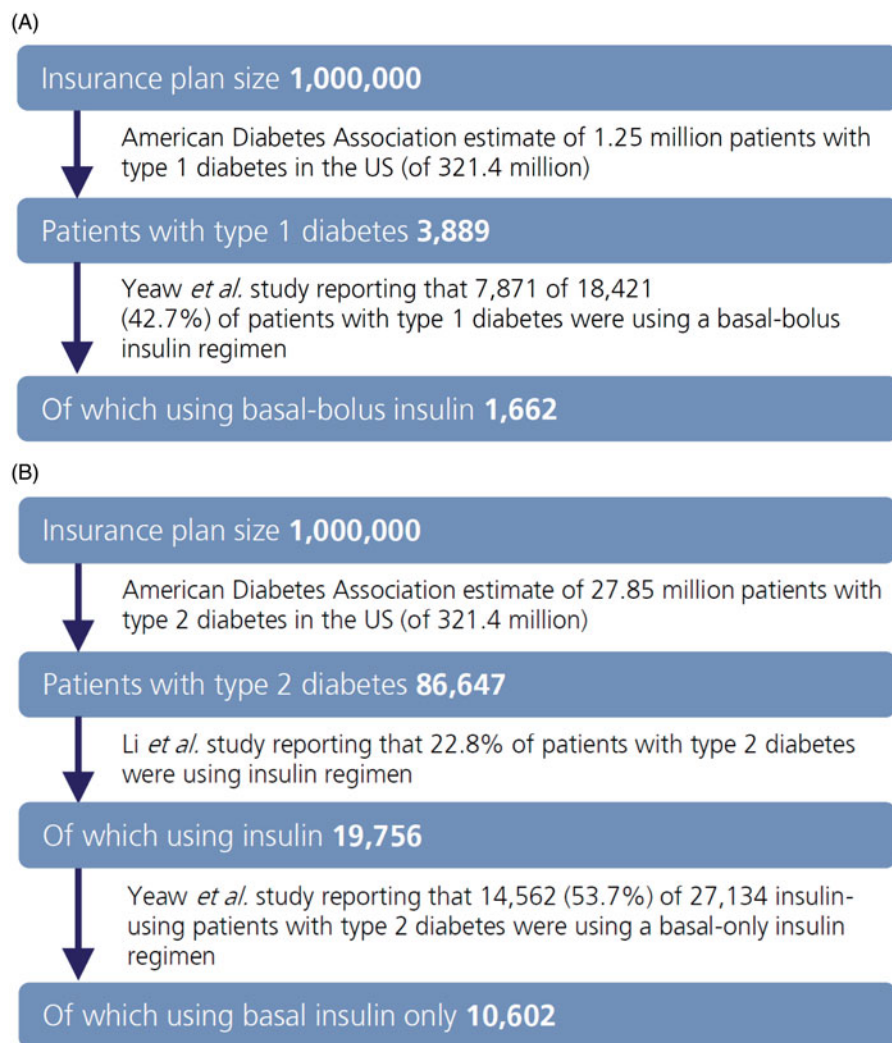 (A)
Insurance plan size 1,000,000
American Diabetes Association estimate of 1.25 million patients with
type 1 diabetes in the US (of 321.4 million)
Patients with type 1 diabetes 3,889
Yeaw et al. study reporting that 7,871 of 18,421
(42.7%) of patients with type 1 diabetes were using a basal-bolus
insulin regimen
Of which using basal-bolus insulin 1,662
(B)
Insurance plan size 1,000,000
American Diabetes Association estimate of 27.85 million patients with
type 2 diabetes in the US (of 321.4 million)
Patients with type 2 diabetes 86,647
Li et al. study reporting that 22.8% of patients with type 2 diabetes
were using insulin regimen
Of which using insulin 19,756
Yeaw et al. study reporting that 14,562 (53.7%) of 27,134 insulin-
using patients with type 2 diabetes were using a basal-only insulin
regimen
Of which using basal insulin only 10,602